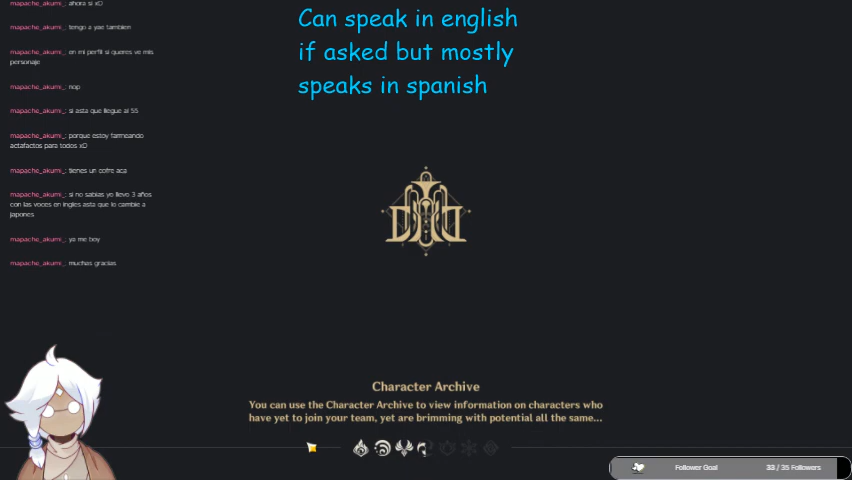 mapache_akumi_: ahora si xD
mapache_akumi_: tengo a yae tambien
mapache_akumi_: en mi perfil si queres ve mis
personaje
mapache_akumi_: nop
mapache_akumi_: si asta que llegue al 55
mapache_akumi_: porque estoy farmeando
actafactos para todos xD
mapache_akumi_: tienes un cofre aca
mapache_akumi_: si no sabias yo llevo 3 años
con las voces en ingles asta que lo cambie a
japones
mapache_akumi_: ya me boy
mapache_akumi_: muchas gracias
Can speak in english
if asked but mostly
speaks in spanish
Character Archive
You can use the Character Archive to view information on characters who
have yet to join your team, yet are brimming with potential all the same...
Follower Goal 33 / 35 Followers